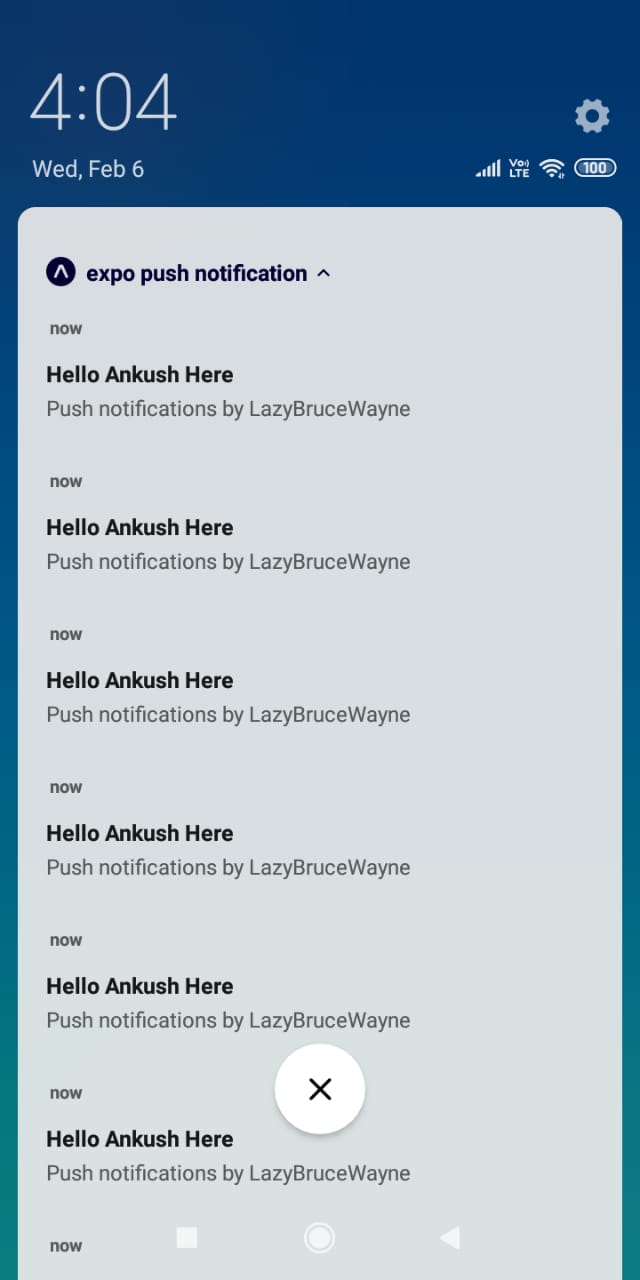 4:04
Wed, Feb 6
Vo) LTE
100
expo push notification
now
Hello Ankush Here
Push notifications by LazyBruceWayne
now
Hello Ankush Here
Push notifications by LazyBruceWayne
now
Hello Ankush Here
Push notifications by LazyBruceWayne
now
Hello Ankush Here
Push notifications by LazyBruceWayne
now
Hello Ankush Here
Push notifications by LazyBruceWayne
now
Hello Ankush Here
Push notifications by LazyBruceWayne
now